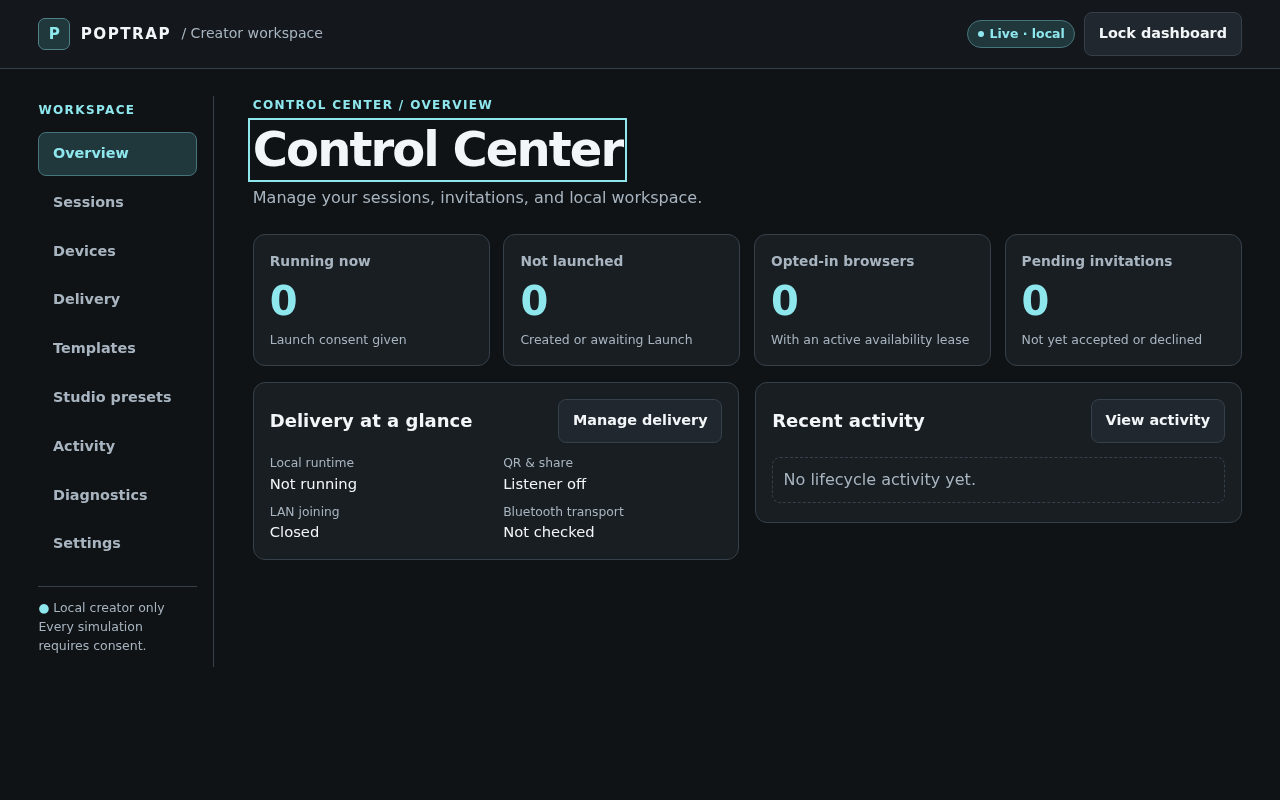 P POPTRAP / Creator workspace
Live · local
Lock dashboard
WORKSPACE
Overview
Sessions
Devices
Delivery
Templates
Studio presets
Activity
Diagnostics
Settings
Local creator only
Every simulation
requires consent.
CONTROL CENTER / OVERVIEW
Control Center
Manage your sessions, invitations, and local workspace.
Running now
0
Launch consent given
Not launched
0
Created or awaiting Launch
Opted-in browsers
0
With an active availability lease
Pending invitations
0
Not yet accepted or declined
Delivery at a glance
Manage delivery
Local runtime
Not running
QR & share
Listener off
LAN joining
Closed
Bluetooth transport
Not checked
Recent activity
View activity
No lifecycle activity yet.